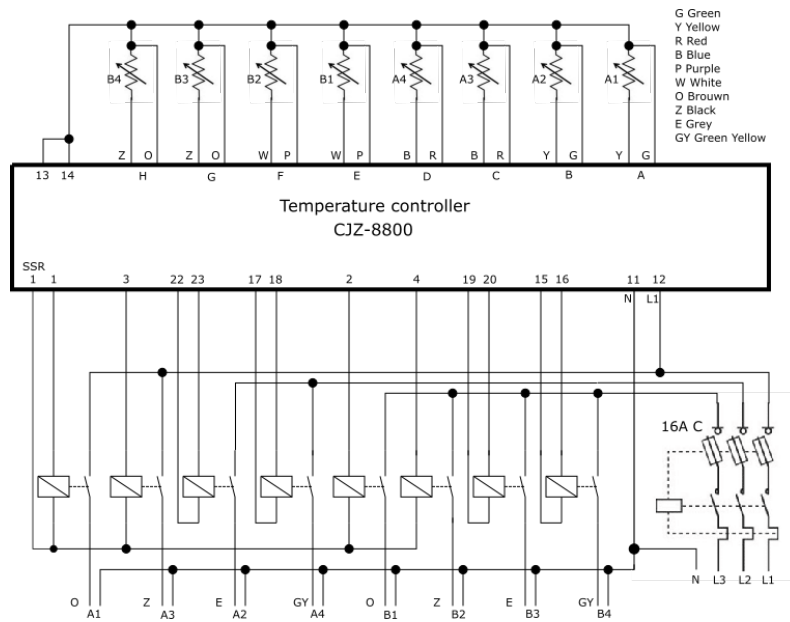 G Green
Y Yellow
R Red
B Blue
P Purple
W White
O Brouwn
Z Black
E Grey
GY Green Yellow
B4 B3 B2 B1 A4 A3 A2 A1
Z O Z O W P W P B R B R Y G Y G
13 14 H G F E D C B A
Temperature controller
CJZ-8800
SSR
1 1 3 22 23 17 18 2 4 19 20 15 16 11 12
N L1
16A C
N L3 L2 L1
O A1 Z A3 E A2 GY A4 O B1 Z B2 E B3 GY B4